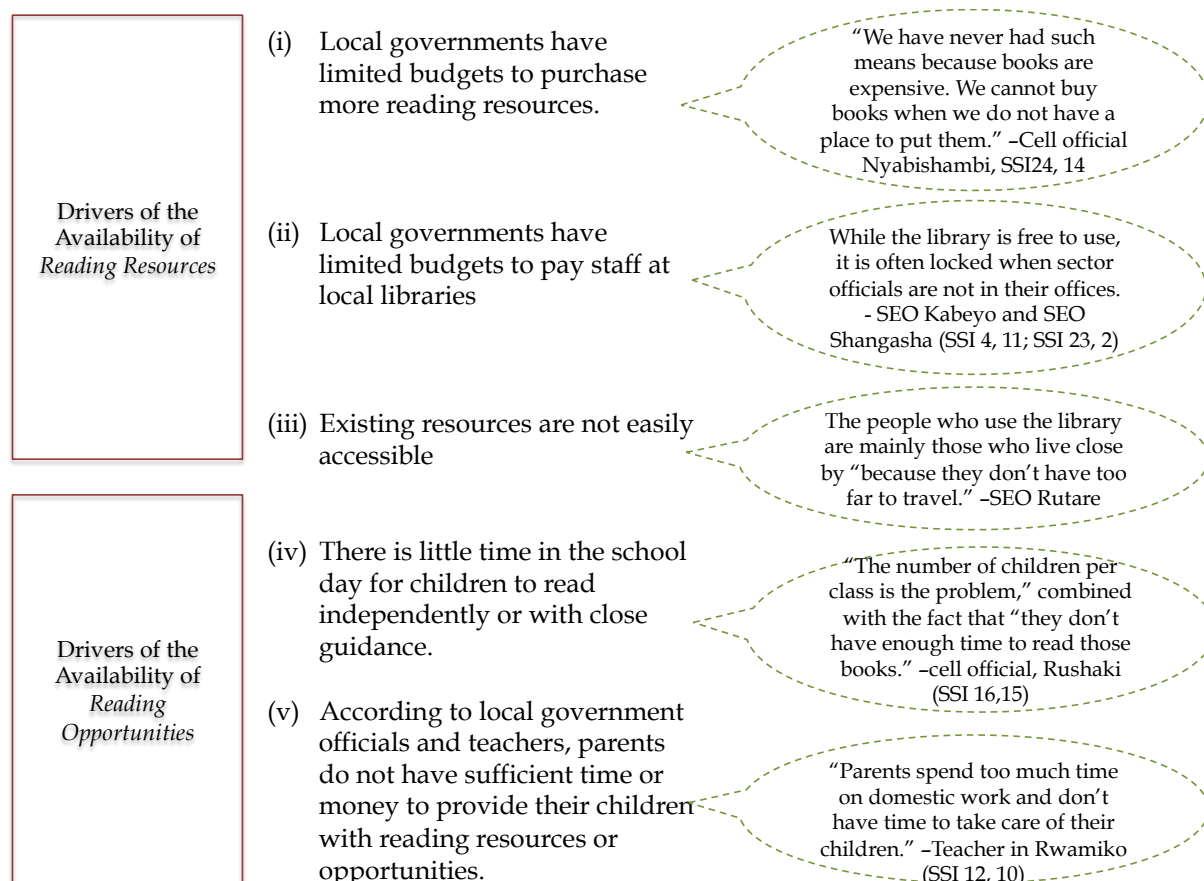 Drivers of the
Availability of
Reading Resources
(i) Local governments have
limited budgets to purchase
more reading resources.
“We have never had such
means because books are
expensive. We cannot buy
books when we do not have a
place to put them.” –Cell official
Nyabishambi, SSI24, 14
(ii) Local governments have
limited budgets to pay staff at
local libraries
While the library is free to use,
it is often locked when sector
officials are not in their offices.
- SEO Kabeyo and SEO
Shangasha (SSI 4, 11; SSI 23, 2)
(iii) Existing resources are not easily
accessible
The people who use the library
are mainly those who live close
by “because they don’t have too
far to travel.” –SEO Rutare
Drivers of the
Availability of
Reading
Opportunities
(iv) There is little time in the school
day for children to read
independently or with close
guidance.
“The number of children per
class is the problem,” combined
with the fact that “they don’t
have enough time to read those
books.” –cell official, Rushaki
(SSI 16,15)
(v) According to local government
officials and teachers, parents
do not have sufficient time or
money to provide their children
with reading resources or
opportunities.
“Parents spend too much time
on domestic work and don’t
have time to take care of their
children.” –Teacher in Rwamiko
(SSI 12, 10)